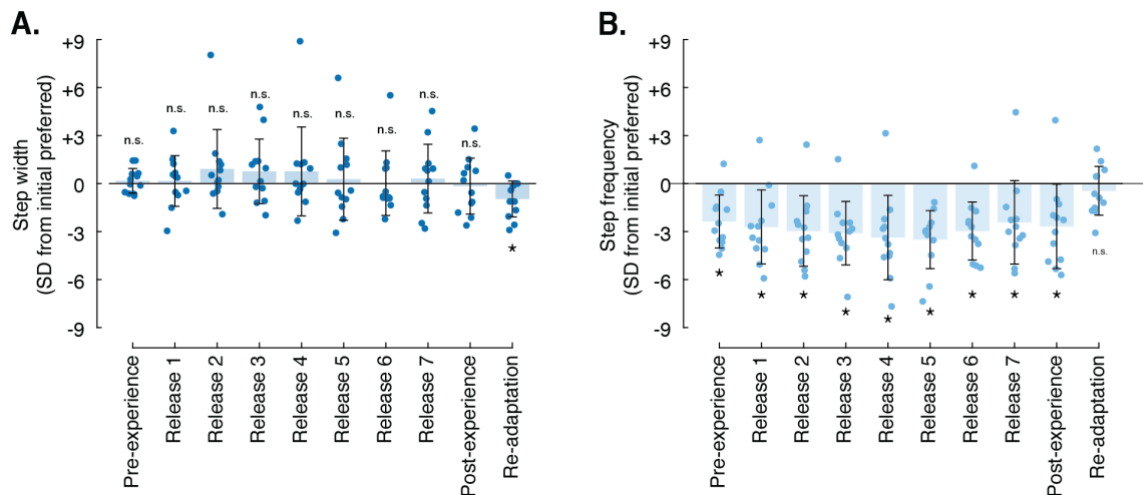 A.
Step width
(SD from initial preferred)
+9
+6
+3
0
-3
-6
-9
n.s.
n.s.
n.s.
n.s.
n.s.
n.s.
n.s.
n.s.
n.s.
*
Pre-experience
Release 1
Release 2
Release 3
Release 4
Release 5
Release 6
Release 7
Post-experience
Re-adaptation
B.
Step frequency
(SD from initial preferred)
+9
+6
+3
0
-3
-6
-9
*
*
*
*
*
*
*
*
*
n.s.
Pre-experience
Release 1
Release 2
Release 3
Release 4
Release 5
Release 6
Release 7
Post-experience
Re-adaptation